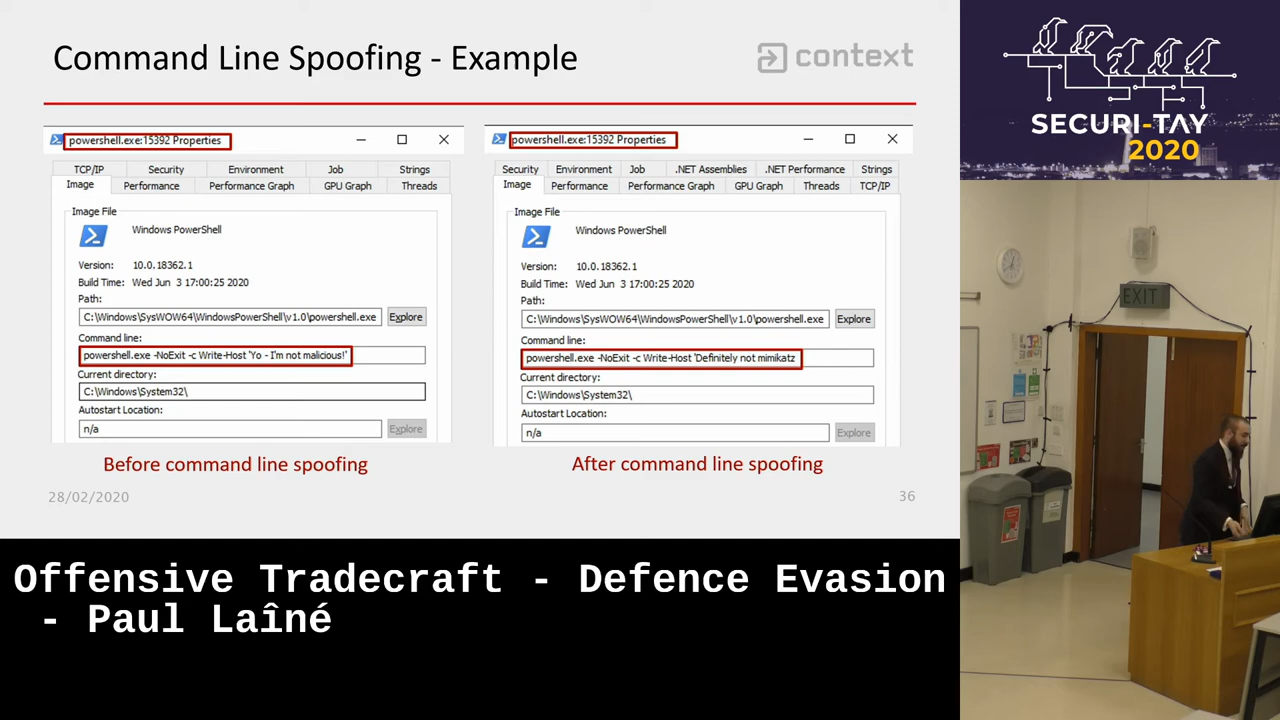 Command Line Spoofing - Example
context
powershell.exe:15392 Properties
TCP/IP Security Environment Job Strings
Image Performance Performance Graph GPU Graph Threads
Image File
Windows PowerShell
Version: 10.0.18362.1
Build Time: Wed Jun 3 17:00:25 2020
Path:
C:\Windows\SysWOW64\WindowsPowerShell\v1.0\powershell.exe Explore
Command line:
powershell.exe -NoExit -c Write-Host 'Yo - I'm not malicious!'
Current directory:
C:\Windows\System32\
Autostart Location:
n/a Explore
Before command line spoofing
powershell.exe:15392 Properties
Security Environment Job .NET Assemblies .NET Performance Strings
Image Performance Performance Graph GPU Graph Threads TCP/IP
Image File
Windows PowerShell
Version: 10.0.18362.1
Build Time: Wed Jun 3 17:00:25 2020
Path:
C:\Windows\SysWOW64\WindowsPowerShell\v1.0\powershell.exe Explore
Command line:
powershell.exe -NoExit -c Write-Host 'Definitely not mimikatz
Current directory:
C:\Windows\System32\
Autostart Location:
n/a Explore
After command line spoofing
28/02/2020
36
SECURI-TAY
2020
EXIT
Offensive Tradecraft - Defence Evasion
- Paul Laîné